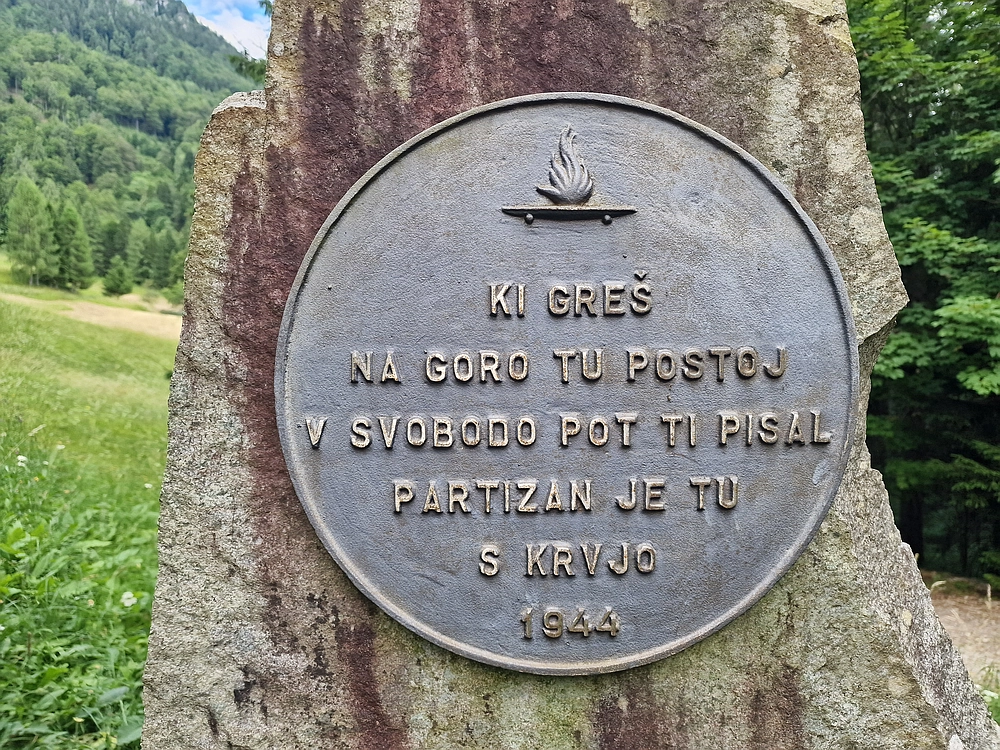 KI GREŠ
NA GORO TU POSTOJ
V SVOBODO POT TI PISAL
PARTIZAN JE TU
S KRVJO
1944